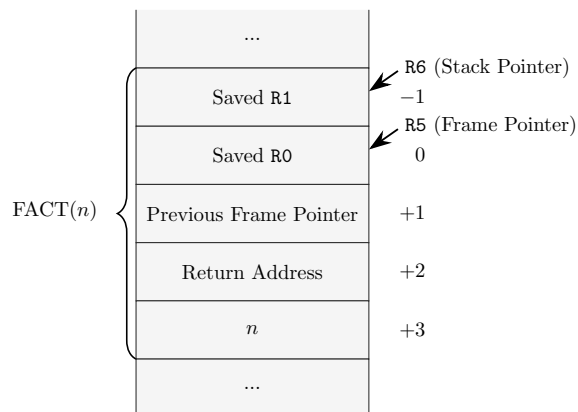 ...
R6 (Stack Pointer)
Saved R1
−1
R5 (Frame Pointer)
Saved R0
0
FACT(n)
Previous Frame Pointer
+1
Return Address
+2
n
+3
...